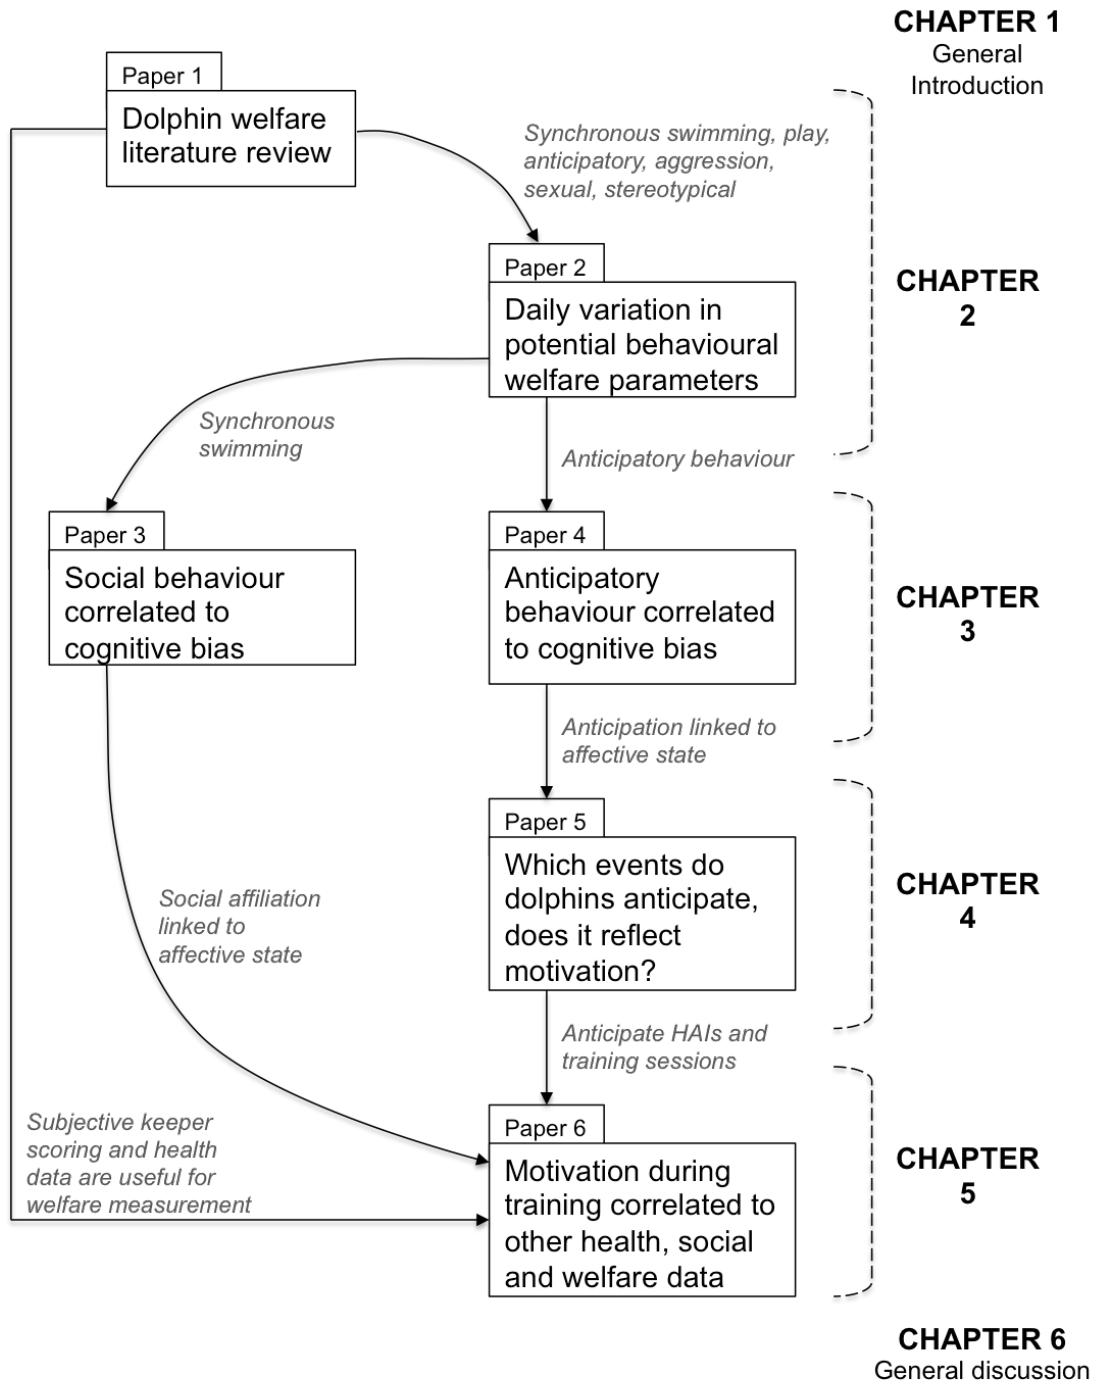 CHAPTER 1
General
Introduction
Paper 1
Dolphin welfare
literature review
Synchronous swimming, play,
anticipatory, aggression,
sexual, stereotypical
Paper 2
Daily variation in
potential behavioural
welfare parameters
CHAPTER
2
Synchronous
swimming
Anticipatory behaviour
Paper 3
Social behaviour
correlated to
cognitive bias
Paper 4
Anticipatory
behaviour correlated
to cognitive bias
CHAPTER
3
Anticipation linked to
affective state
Paper 5
Which events do
dolphins anticipate,
does it reflect
motivation?
CHAPTER
4
Social affiliation
linked to
affective state
Anticipate HAIs and
training sessions
Subjective keeper
scoring and health
data are useful for
welfare measurement
Paper 6
Motivation during
training correlated to
other health, social
and welfare data
CHAPTER
5
CHAPTER 6
General discussion